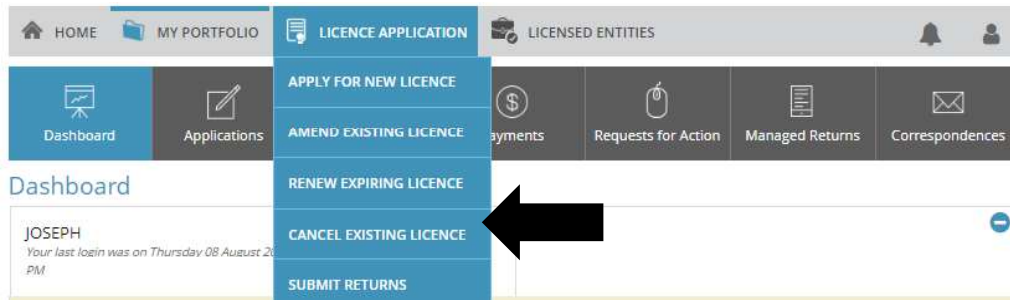 HOME MY PORTFOLIO LICENCE APPLICATION LICENSED ENTITIES
APPLY FOR NEW LICENCE
AMEND EXISTING LICENCE
RENEW EXPIRING LICENCE
CANCEL EXISTING LICENCE
SUBMIT RETURNS
Dashboard Applications ayments Requests for Action Managed Returns Correspondences
Dashboard
JOSEPH
Your last login was on Thursday 08 August 20
PM